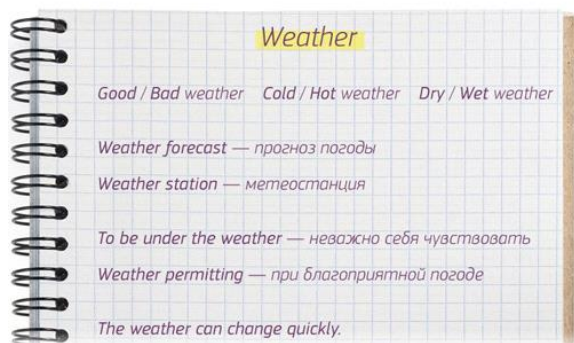 Weather
Good / Bad weather Cold / Hot weather Dry / Wet weather
Weather forecast — прогноз погоды
Weather station — метеостанция
To be under the weather — неважно себя чувствовать
Weather permitting — при благоприятной погоде
The weather can change quickly.